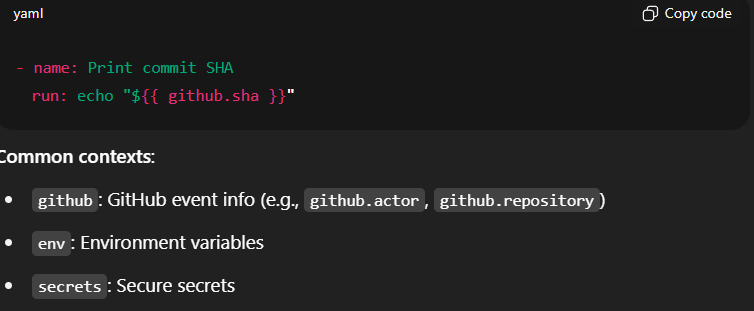 yaml
Copy code
- name: Print commit SHA
run: echo "${{ github.sha }}"
Common contexts:
• github: GitHub event info (e.g., github.actor, github.repository)
• env: Environment variables
• secrets: Secure secrets